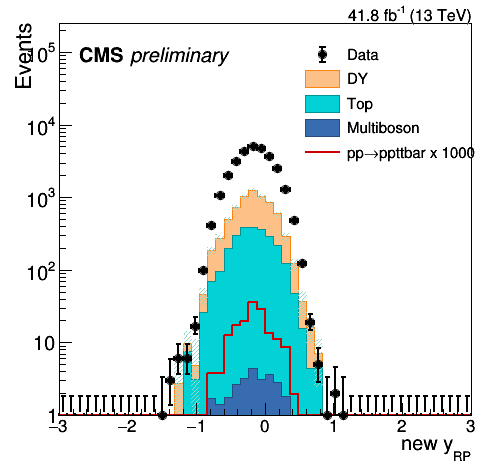 41.8 fb⁻¹ (13 TeV)
Events
CMS preliminary
Data
DY
Top
Multiboson
pp→ppttbar x 1000
10⁵
10⁴
10³
10²
10
1
−3 −2 −1 0 1 2 3
new y_RP